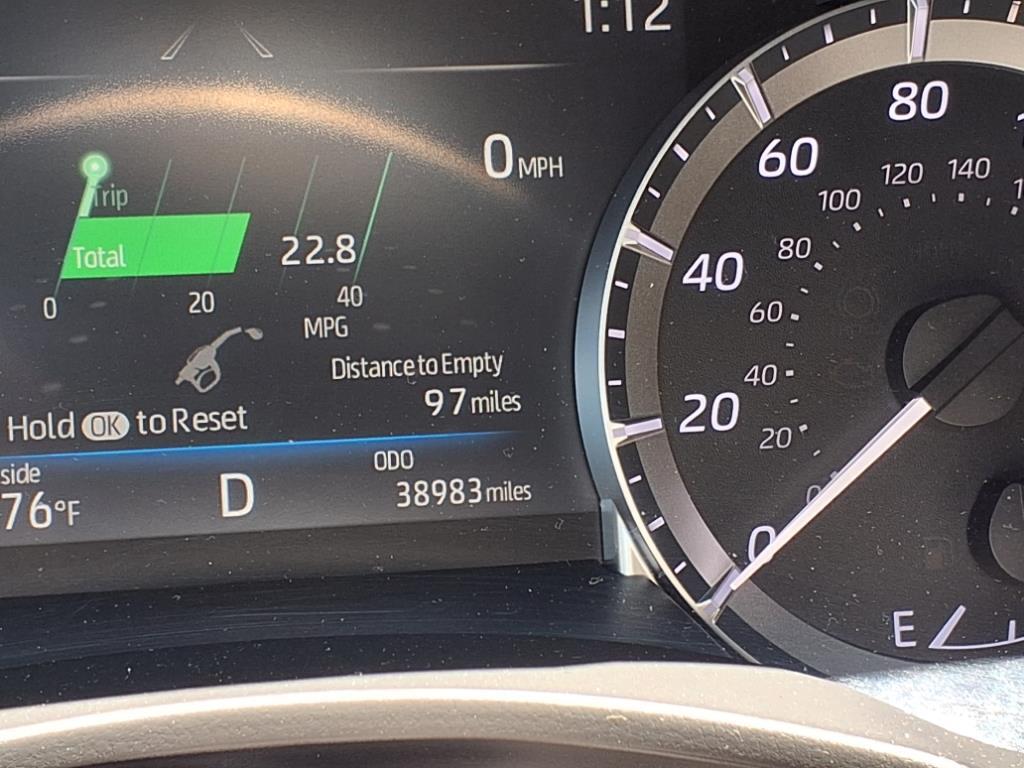 1:12
0 MPH
Trip
Total 22.8
0 20 40
MPG
Distance to Empty
97 miles
Hold OK to Reset
side
76°F
D
ODO
38983 miles
0 20 40 60 80
20 40 60 80 100 120 140
E